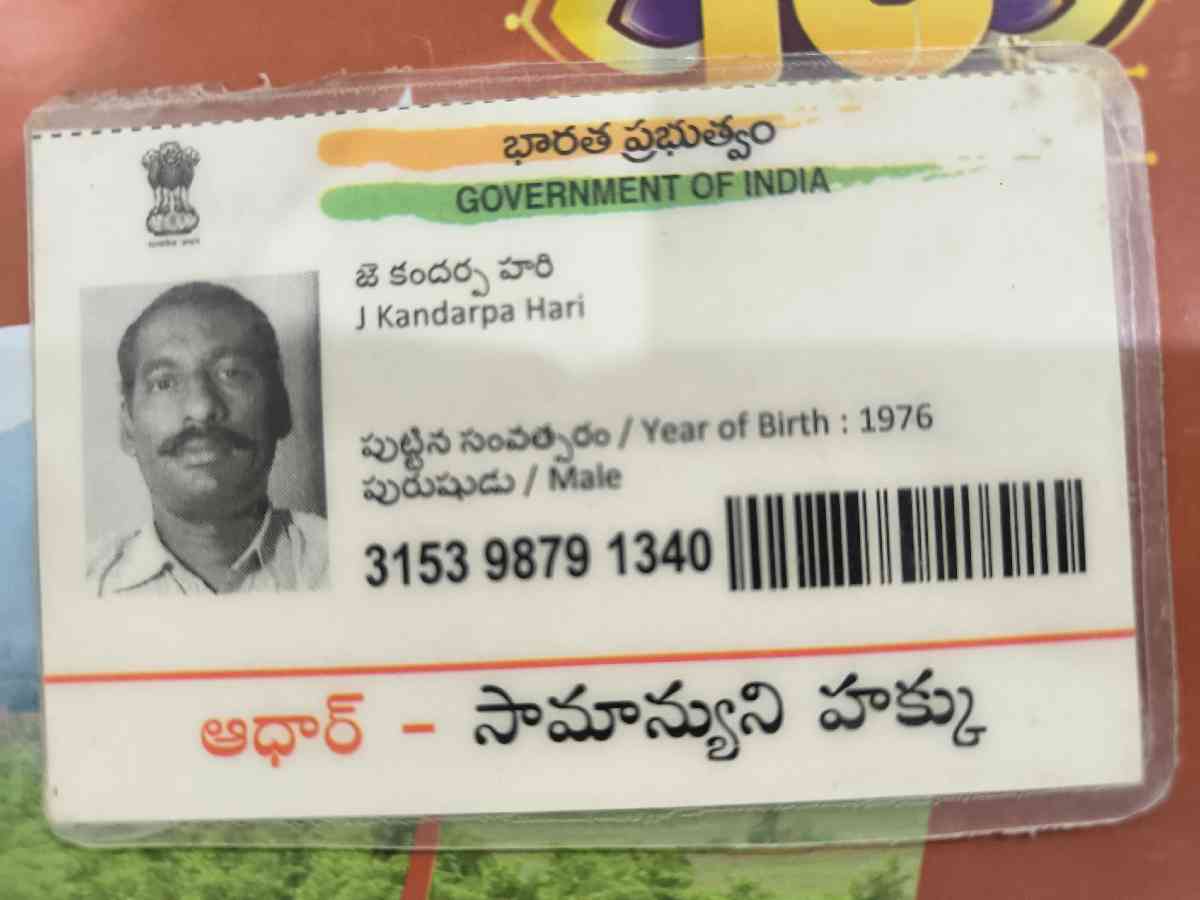 భారత ప్రభుత్వం
GOVERNMENT OF INDIA
జె కందర్ప హరి
J Kandarpa Hari
పుట్టిన సంవత్సరం / Year of Birth : 1976
పురుషుడు / Male
3153 9879 1340
ఆధార్ - సామాన్యుని హక్కు